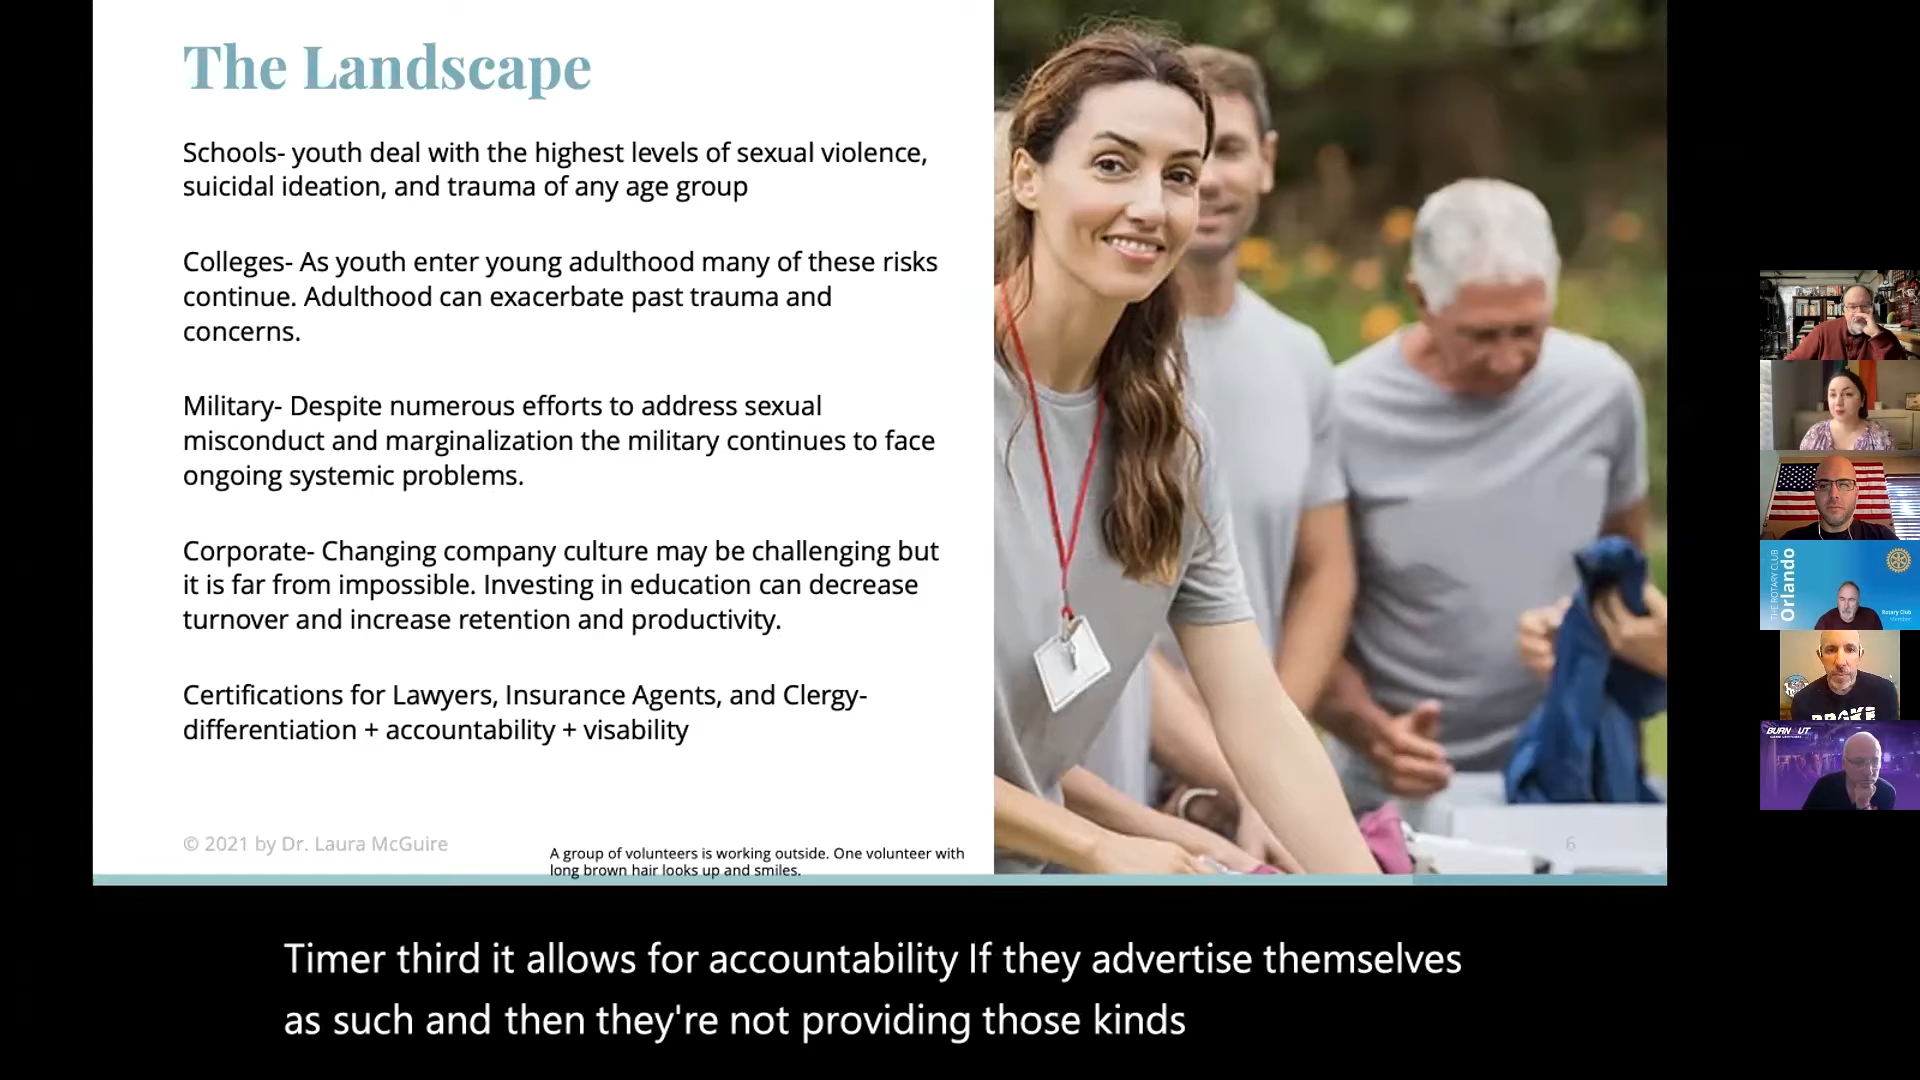 The Landscape
Schools- youth deal with the highest levels of sexual violence,
suicidal ideation, and trauma of any age group
Colleges- As youth enter young adulthood many of these risks
continue. Adulthood can exacerbate past trauma and
concerns.
Military- Despite numerous efforts to address sexual
misconduct and marginalization the military continues to face
ongoing systemic problems.
Corporate- Changing company culture may be challenging but
it is far from impossible. Investing in education can decrease
turnover and increase retention and productivity.
Certifications for Lawyers, Insurance Agents, and Clergy-
differentiation + accountability + visability
© 2021 by Dr. Laura McGuire
A group of volunteers is working outside. One volunteer with
long brown hair looks up and smiles.
6
THE ROTARY CLUB
Orlando
Rotary Club
Member
BROKE
BURN UT
Timer third it allows for accountability If they advertise themselves
as such and then they're not providing those kinds